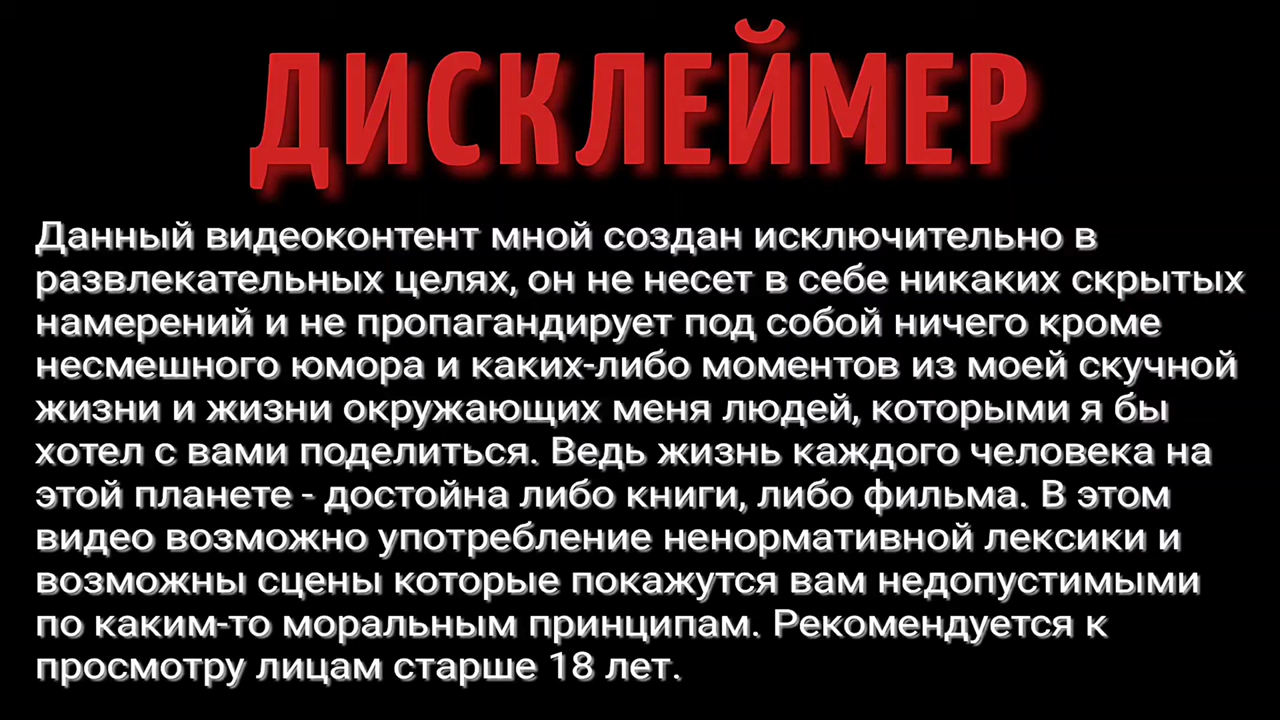 ДИСКЛЕЙМЕР
Данный видеоконтент мной создан исключительно в
развлекательных целях, он не несет в себе никаких скрытых
намерений и не пропагандирует под собой ничего кроме
несмешного юмора и каких-либо моментов из моей скучной
жизни и жизни окружающих меня людей, которыми я бы
хотел с вами поделиться. Ведь жизнь каждого человека на
этой планете - достойна либо книги, либо фильма. В этом
видео возможно употребление ненормативной лексики и
возможны сцены которые покажутся вам недопустимыми
по каким-то моральным принципам. Рекомендуется к
просмотру лицам старше 18 лет.